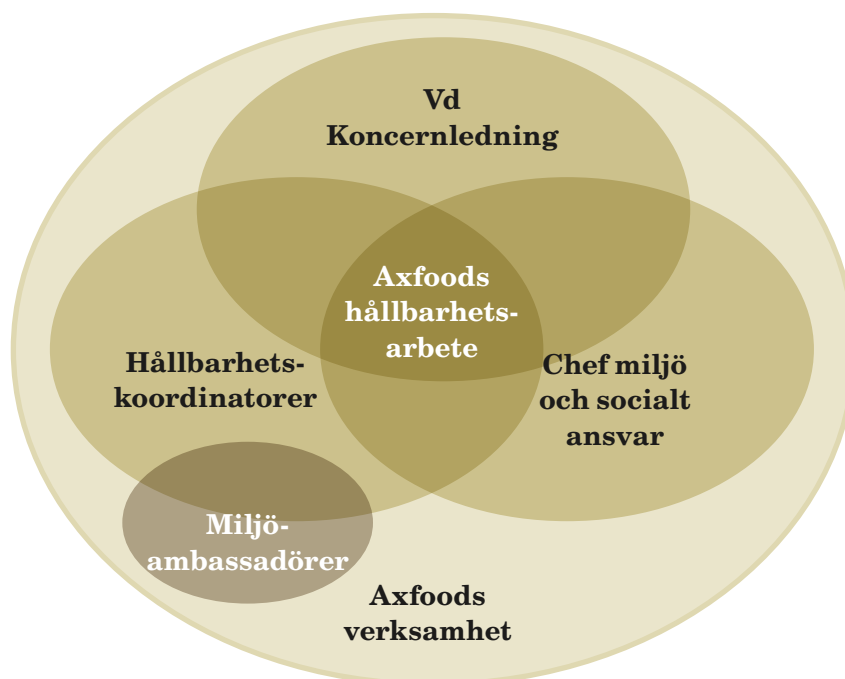 Vd
Koncernledning
Axfoods
hållbarhets-
arbete
Hållbarhets-
koordinatorer
Chef miljö
och socialt
ansvar
Miljö-
ambassadörer
Axfoods
verksamhet